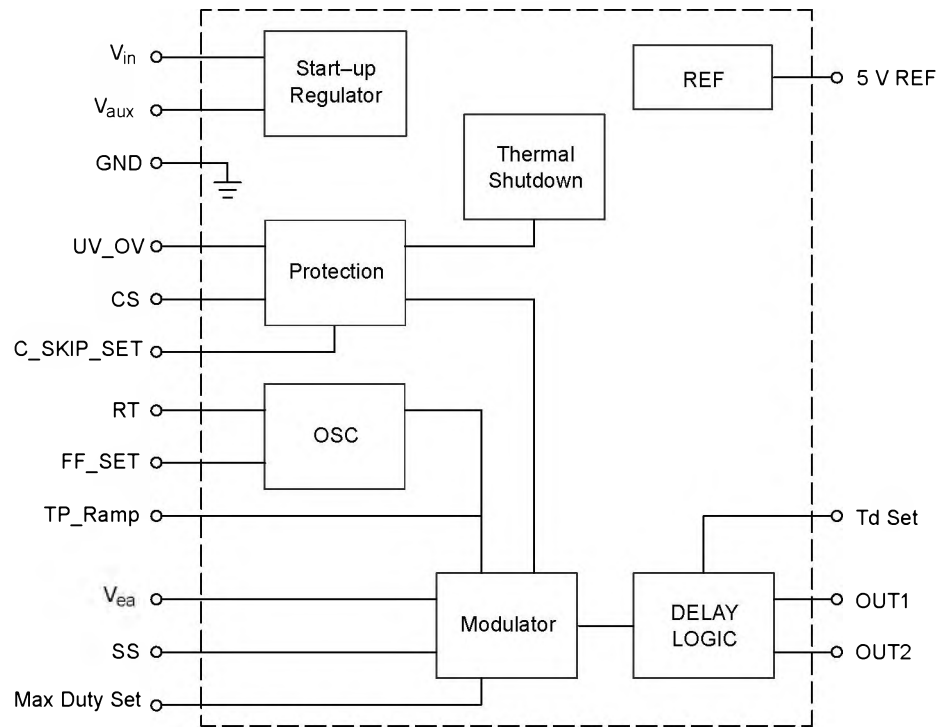 V_in
Start–up
Regulator
REF
5 V REF
V_aux
GND
Thermal
Shutdown
UV_OV
Protection
CS
C_SKIP_SET
RT
OSC
FF_SET
TP_Ramp
Td Set
V_ea
Modulator
DELAY
LOGIC
OUT1
SS
OUT2
Max Duty Set